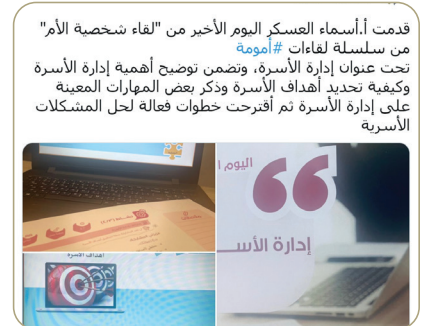 قدمت أ.أسماء العسكر اليوم الأخير من "لقاء شخصية الأم"
من سلسلة لقاءات #أمومة
تحت عنوان إدارة الأسرة، وتضمن توضيح أهمية إدارة الأسرة
وكيفية تحديد أهداف الأسرة وذكر بعض المهارات المعينة
على إدارة الأسرة ثم أقترحت خطوات فعالة لحل المشكلات
الأسرية
اليوم ا
إدارة الأسـ
أهداف الأسرة